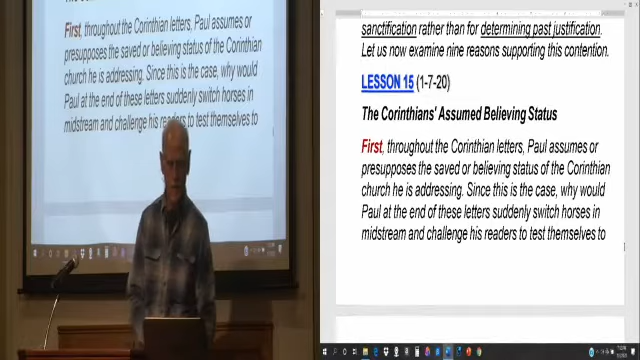 First, throughout the Corinthian letters, Paul assumes or
presupposes the saved or believing status of the Corinthian
church he is addressing. Since this is the case, why would
Paul at the end of these letters suddenly switch horses in
midstream and challenge his readers to test themselves to
sanctification rather than for determining past justification.
Let us now examine nine reasons supporting this contention.
LESSON 15 (1-7-20)
The Corinthians' Assumed Believing Status
First, throughout the Corinthian letters, Paul assumes or
presupposes the saved or believing status of the Corinthian
church he is addressing. Since this is the case, why would
Paul at the end of these letters suddenly switch horses in
midstream and challenge his readers to test themselves to